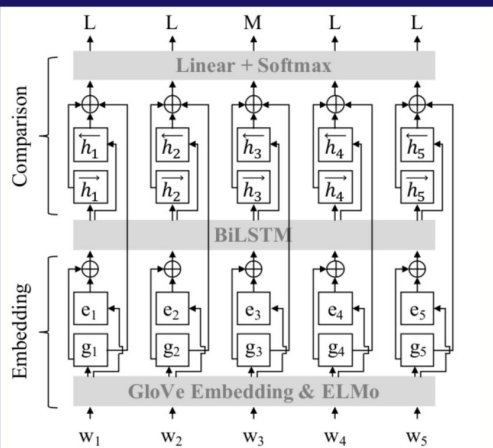 L L M L L
Linear + Softmax
Comparison
h₁ h₂ h₃ h₄ h₅
h₁ h₂ h₃ h₄ h₅
BiLSTM
Embedding
e₁ e₂ e₃ e₄ e₅
g₁ g₂ g₃ g₄ g₅
GloVe Embedding & ELMo
w₁ w₂ w₃ w₄ w₅